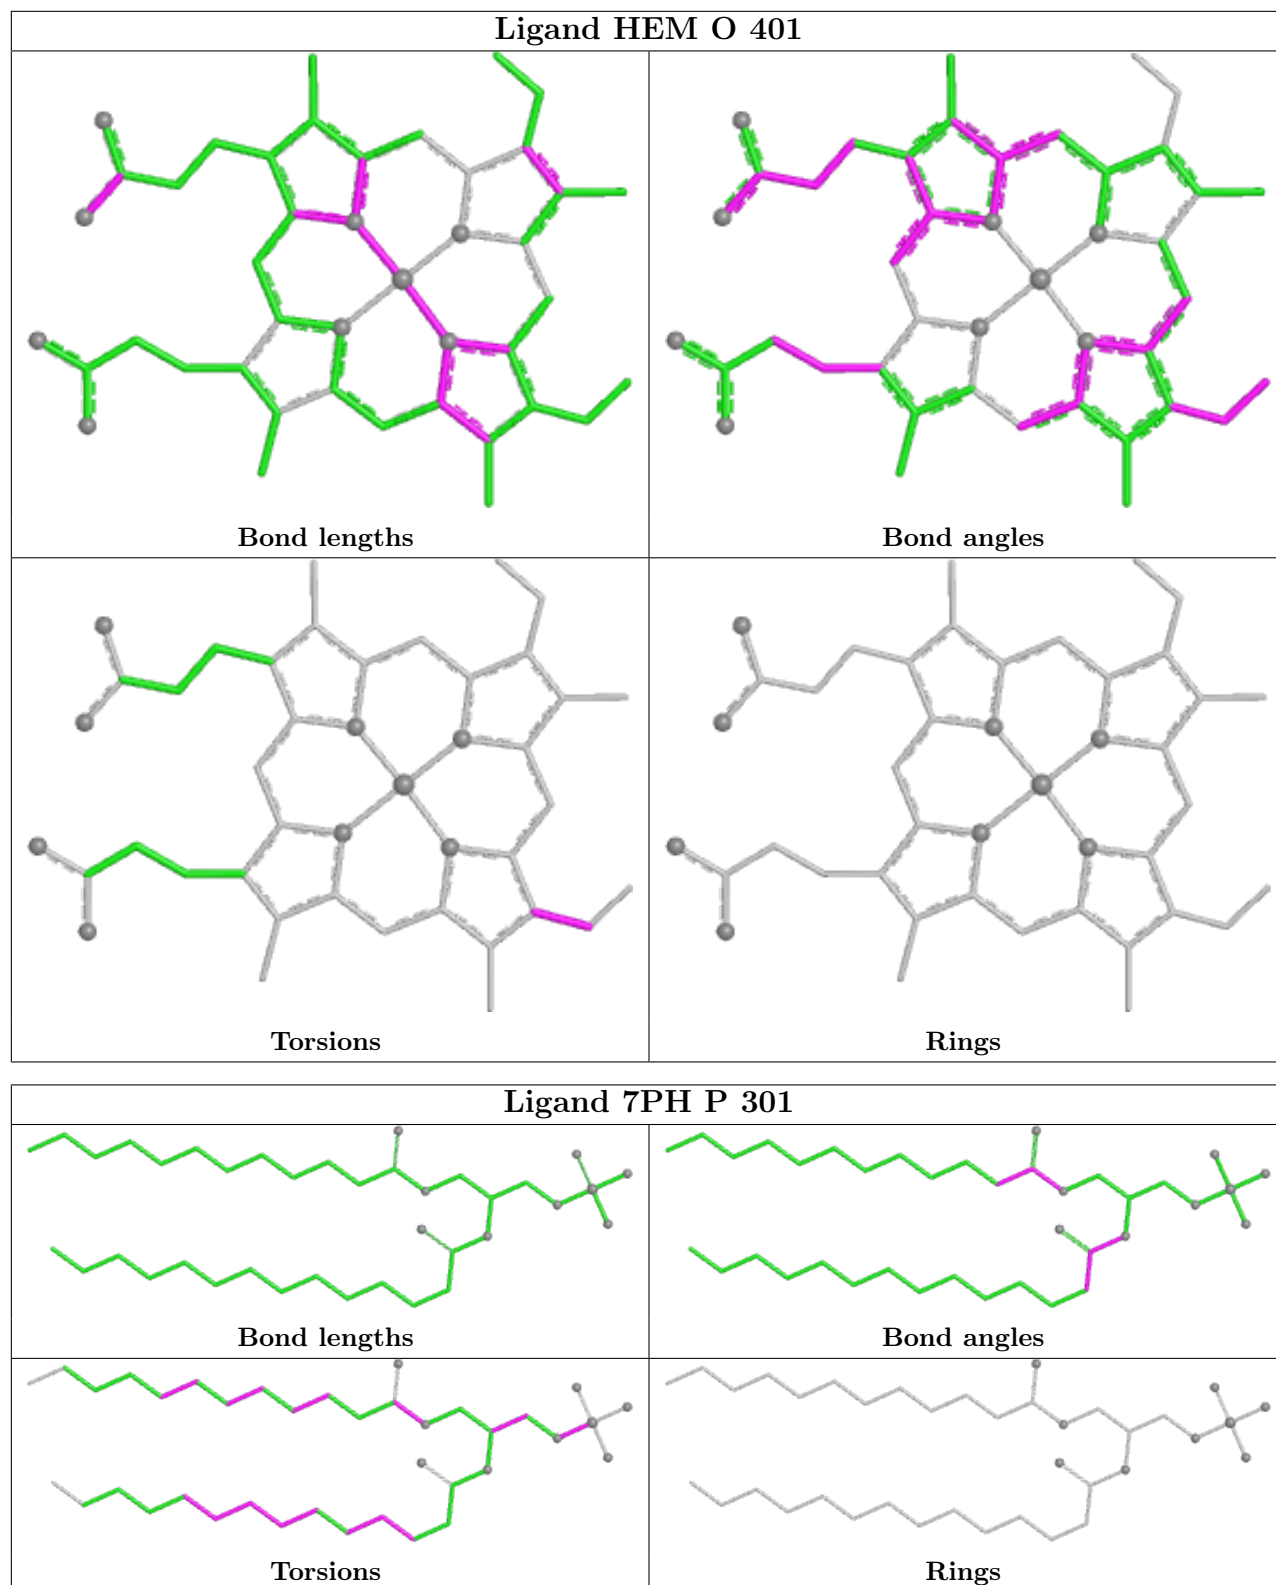 Ligand HEM O 401
Bond lengths
Bond angles
Torsions
Rings
Ligand 7PH P 301
Bond lengths
Bond angles
Torsions
Rings